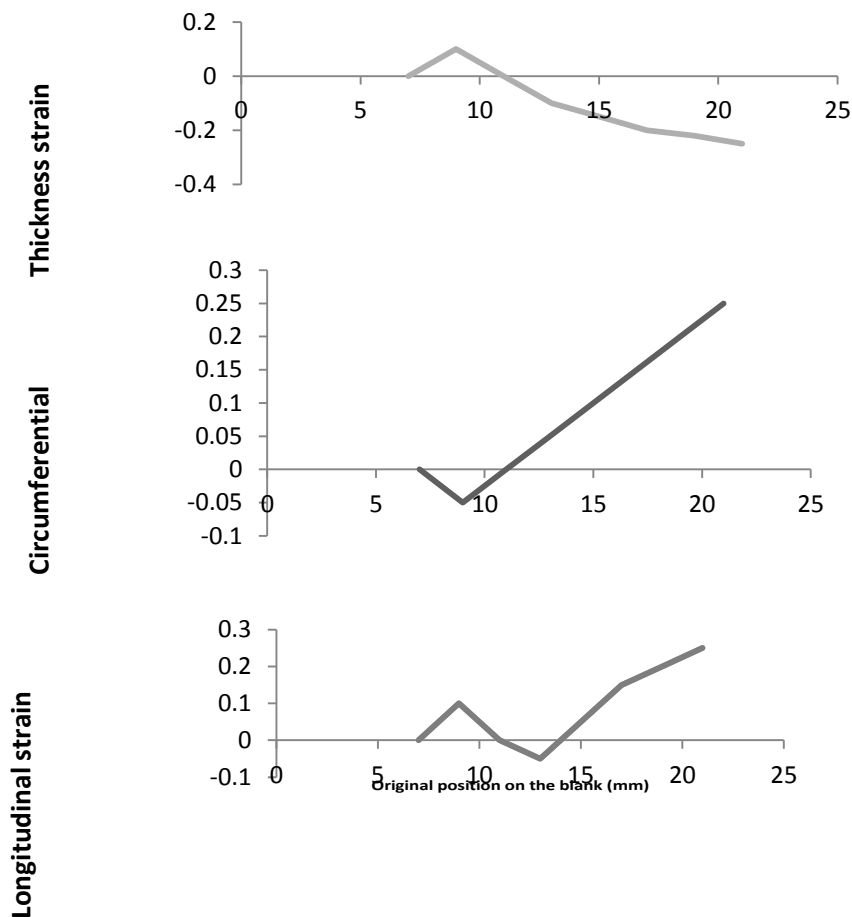 Thickness strain
0.2
0
-0.2
-0.4
0 5 10 15 20 25
Circumferential
0.3
0.25
0.2
0.15
0.1
0.05
0
-0.05
-0.1
0 5 10 15 20 25
Longitudinal strain
0.3
0.2
0.1
0
-0.1
0 5 10 15 20 25
Original position on the blank (mm)